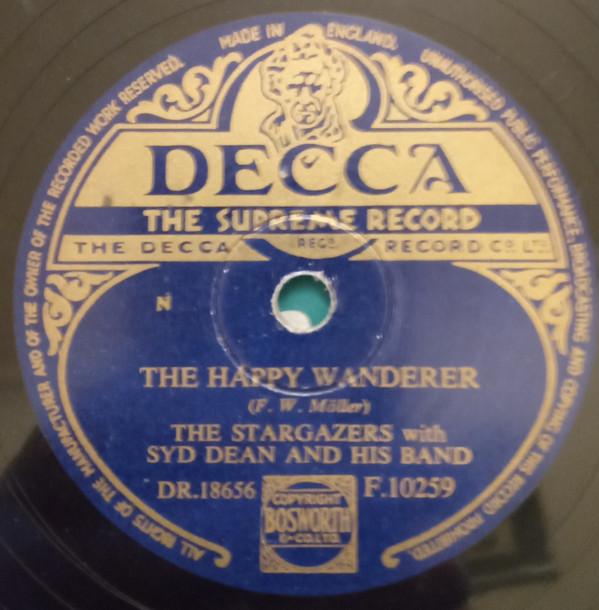 MADE IN ENGLAND. UNAUTHORISED PUBLIC PERFORMANCE, BROADCASTING AND COPYING OF THIS RECORD PROHIBITED.
ALL RIGHTS OF THE MANUFACTURER AND OF THE OWNER OF THE RECORDED WORK RESERVED.
DECCA
THE SUPREME RECORD
THE DECCA REGD. RECORD CO. LTD.
N
THE HAPPY WANDERER
(F. W. Möller)
THE STARGAZERS with
SYD DEAN AND HIS BAND
DR.18656 F.10259
COPYRIGHT
BOSWORTH
& CO. LTD.